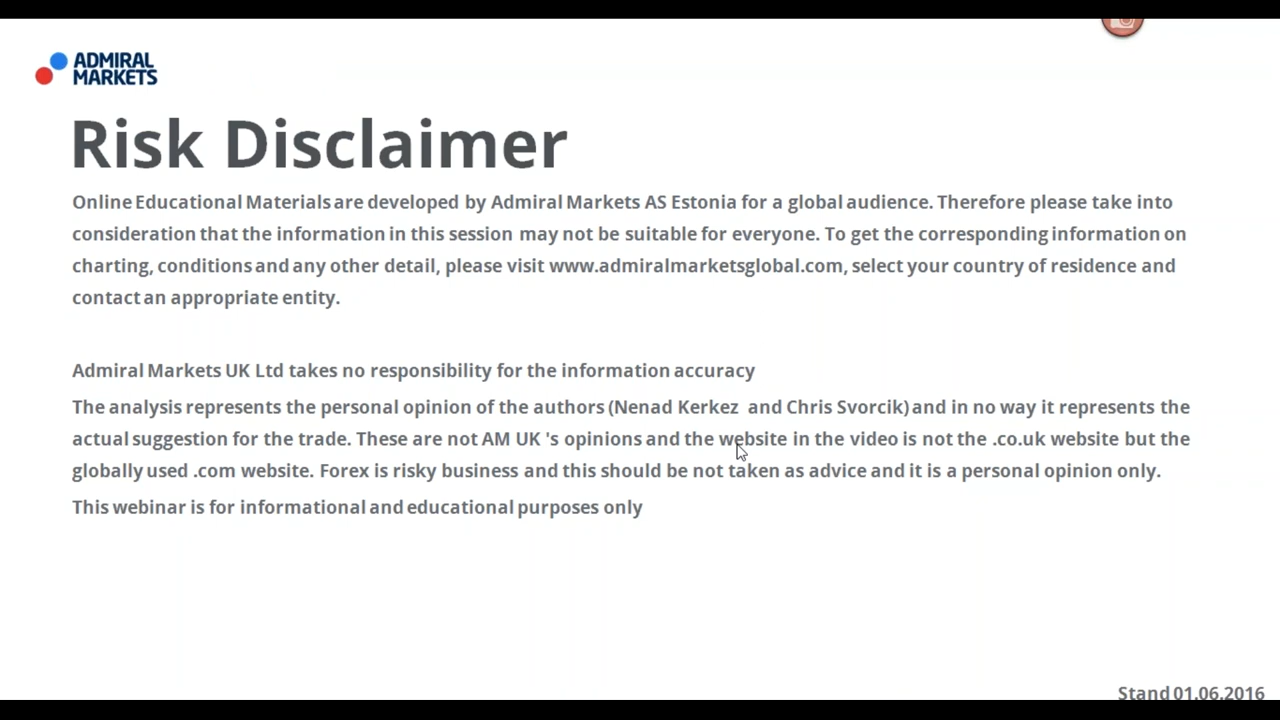 ADMIRAL
MARKETS
Risk Disclaimer
Online Educational Materials are developed by Admiral Markets AS Estonia for a global audience. Therefore please take into
consideration that the information in this session may not be suitable for everyone. To get the corresponding information on
charting, conditions and any other detail, please visit www.admiralmarketsglobal.com, select your country of residence and
contact an appropriate entity.
Admiral Markets UK Ltd takes no responsibility for the information accuracy
The analysis represents the personal opinion of the authors (Nenad Kerkez and Chris Svorcik) and in no way it represents the
actual suggestion for the trade. These are not AM UK 's opinions and the website in the video is not the .co.uk website but the
globally used .com website. Forex is risky business and this should be not taken as advice and it is a personal opinion only.
This webinar is for informational and educational purposes only
Stand 01.06.2016